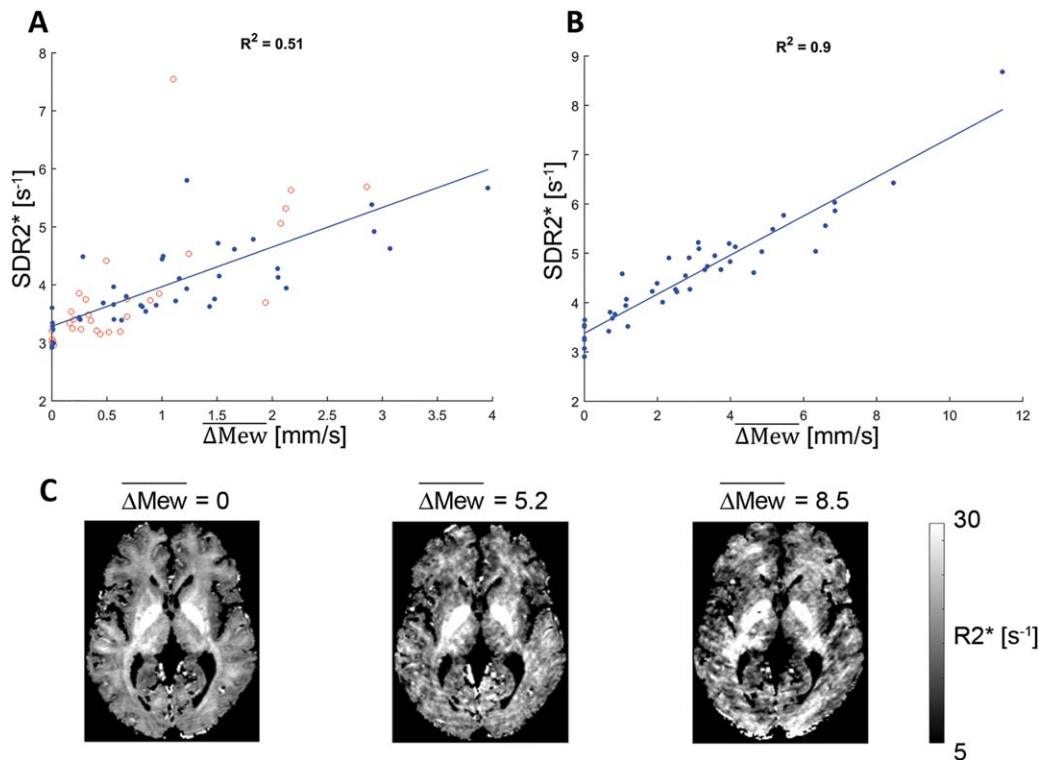 A
B
R² = 0.51
R² = 0.9
8
7
6
5
4
3
2
SDR2* [s⁻¹]
0 0.5 1 1.5 2 2.5 3 3.5 4
ΔMew [mm/s]
9
8
7
6
5
4
3
2
SDR2* [s⁻¹]
0 2 4 6 8 10 12
ΔMew [mm/s]
C
ΔMew = 0
ΔMew = 5.2
ΔMew = 8.5
30
R2* [s⁻¹]
5